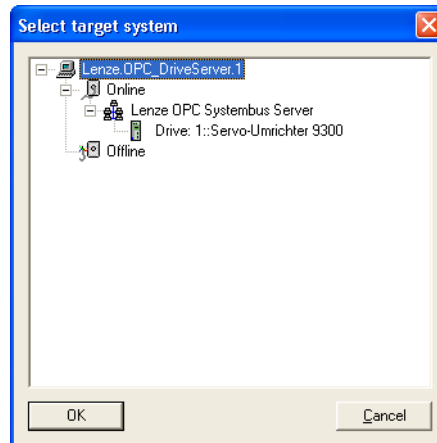 Select target system
Lenze.OPC_DriveServer.1
Online
Lenze OPC Systembus Server
Drive: 1::Servo-Umrichter 9300
Offline
OK
Cancel